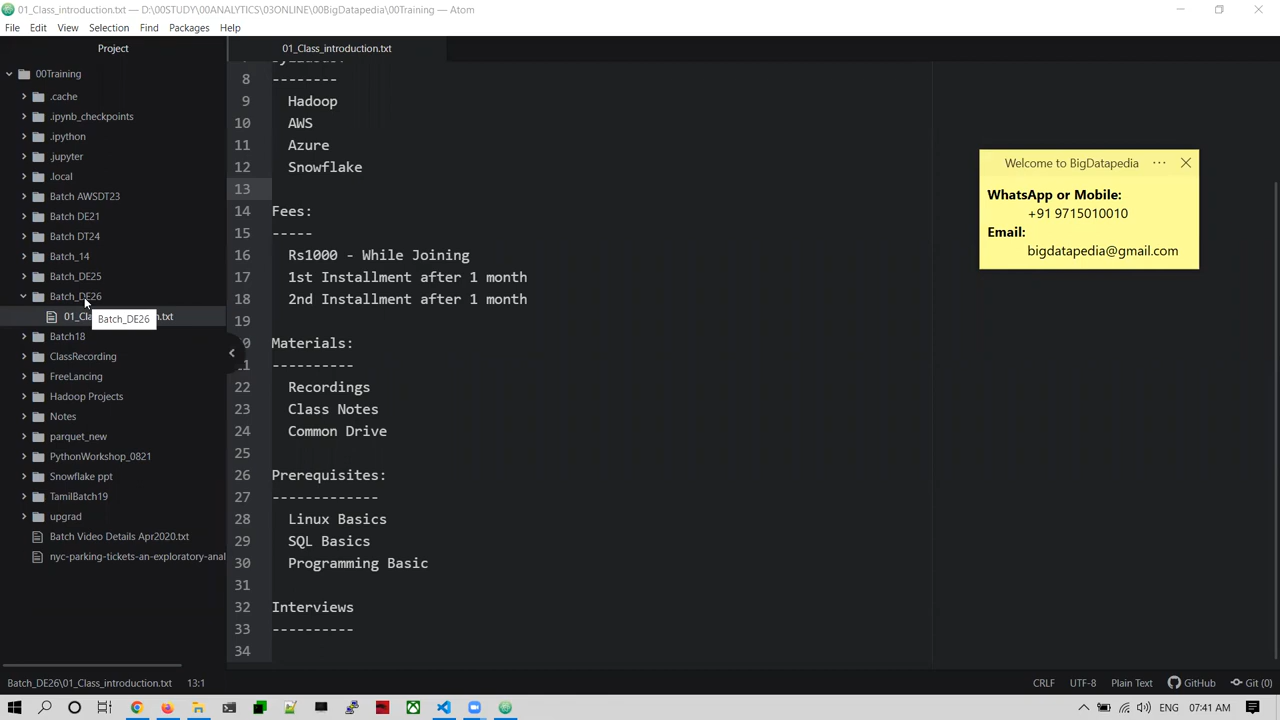 01_Class_introduction.txt — D:\00STUDY\00ANALYTICS\03ONLINE\00BigDatapedia\00Training — Atom
File Edit View Selection Find Packages Help
Project
00Training
.cache
.ipynb_checkpoints
.ipython
.jupyter
.local
Batch AWSDT23
Batch DE21
Batch DT24
Batch_14
Batch_DE25
Batch_DE26
01_Cla
.txt
Batch_DE26
Batch18
ClassRecording
FreeLancing
Hadoop Projects
Notes
parquet_new
PythonWorkshop_0821
Snowflake ppt
TamilBatch19
upgrad
Batch Video Details Apr2020.txt
nyc-parking-tickets-an-exploratory-anal
01_Class_introduction.txt
8 --------
9 Hadoop
10 AWS
11 Azure
12 Snowflake
13
14 Fees:
15 -----
16 Rs1000 - While Joining
17 1st Installment after 1 month
18 2nd Installment after 1 month
19
0 Materials:
1 ----------
22 Recordings
23 Class Notes
24 Common Drive
25
26 Prerequisites:
27 -------------
28 Linux Basics
29 SQL Basics
30 Programming Basic
31
32 Interviews
33 ----------
34
Welcome to BigDatapedia ···
WhatsApp or Mobile:
+91 9715010010
Email:
bigdatapedia@gmail.com
Batch_DE26\01_Class_introduction.txt 13:1
CRLF UTF-8 Plain Text GitHub Git (0)
07:41 AM